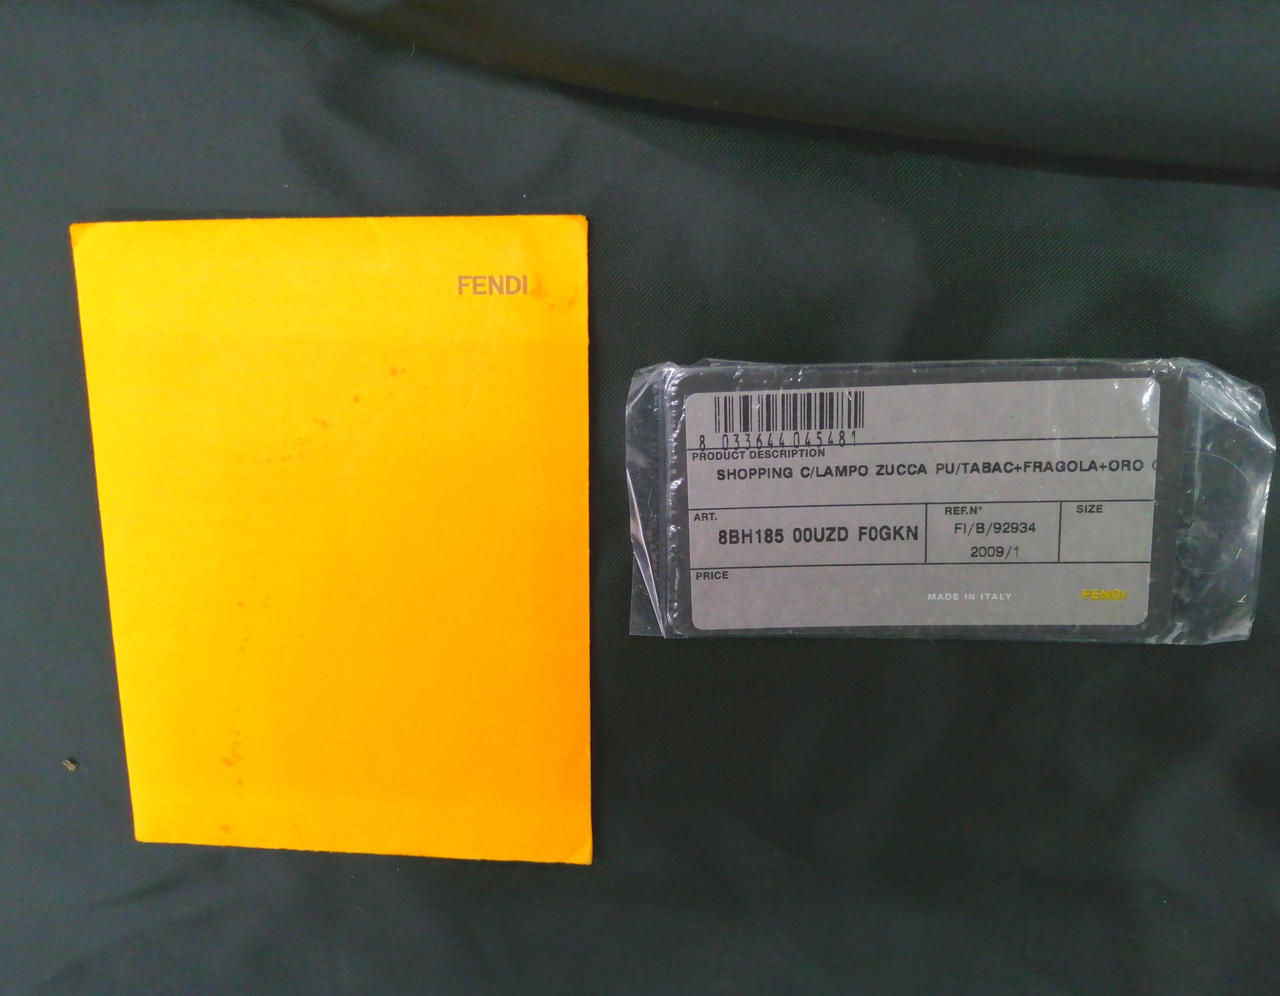 FENDI
8 033644 045481
PRODUCT DESCRIPTION
SHOPPING C/LAMPO ZUCCA PU/TABAC+FRAGOLA+ORO
ART.
8BH185 00UZD F0GKN
REF.N°
FI/B/92934
2009/1
SIZE
PRICE
MADE IN ITALY
FENDI